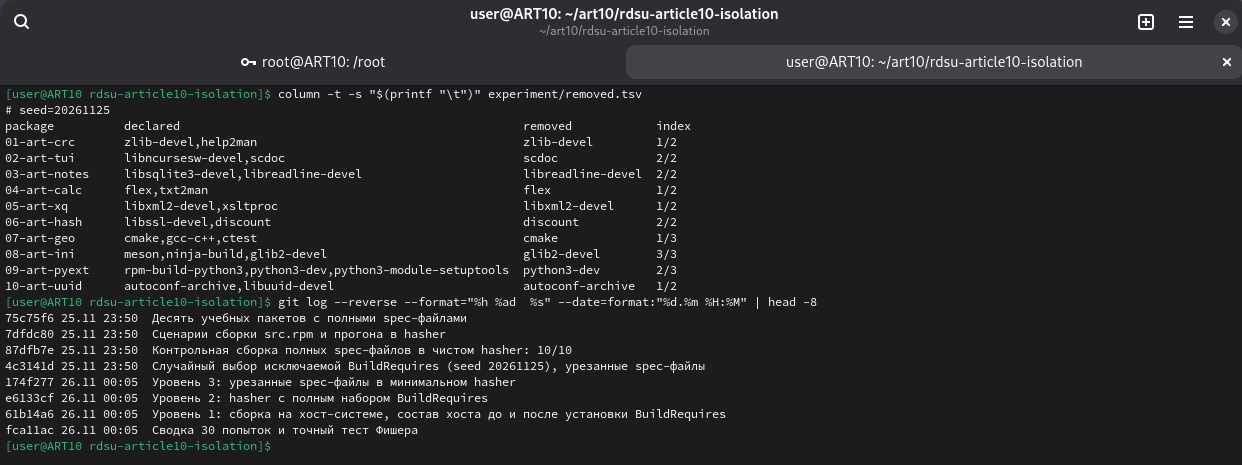 user@ART10: ~/art10/rdsu-article10-isolation
~/art10/rdsu-article10-isolation
root@ART10: /root
user@ART10: ~/art10/rdsu-article10-isolation
[user@ART10 rdsu-article10-isolation]$ column -t -s "$(printf "\t")" experiment/removed.tsv
# seed=20261125
package          declared                                              removed           index
01-art-crc       zlib-devel,help2man                                   zlib-devel        1/2
02-art-tui       libncursesw-devel,scdoc                               scdoc             2/2
03-art-notes     libsqlite3-devel,libreadline-devel                    libreadline-devel  2/2
04-art-calc      flex,txt2man                                          flex              1/2
05-art-xq        libxml2-devel,xsltproc                                libxml2-devel     1/2
06-art-hash      libssl-devel,discount                                 discount          2/2
07-art-geo       cmake,gcc-c++,ctest                                   cmake             1/3
08-art-ini       meson,ninja-build,glib2-devel                         glib2-devel       3/3
09-art-pyext     rpm-build-python3,python3-dev,python3-module-setuptools  python3-dev    2/3
10-art-uuid      autoconf-archive,libuuid-devel                        autoconf-archive  1/2
[user@ART10 rdsu-article10-isolation]$ git log --reverse --format="%h %ad  %s" --date=format:"%d.%m %H:%M" | head -8
75c75f6 25.11 23:50  Десять учебных пакетов с полными spec-файлами
7dfdc80 25.11 23:50  Сценарии сборки src.rpm и прогона в hasher
87dfb7e 25.11 23:50  Контрольная сборка полных spec-файлов в чистом hasher: 10/10
4c3141d 25.11 23:50  Случайный выбор исключаемой BuildRequires (seed 20261125), урезанные spec-файлы
174f277 26.11 00:05  Уровень 3: урезанные spec-файлы в минимальном hasher
e6133cf 26.11 00:05  Уровень 2: hasher с полным набором BuildRequires
61b14a6 26.11 00:05  Уровень 1: сборка на хост-системе, состав хоста до и после установки BuildRequires
fca11ac 26.11 00:05  Сводка 30 попыток и точный тест Фишера
[user@ART10 rdsu-article10-isolation]$